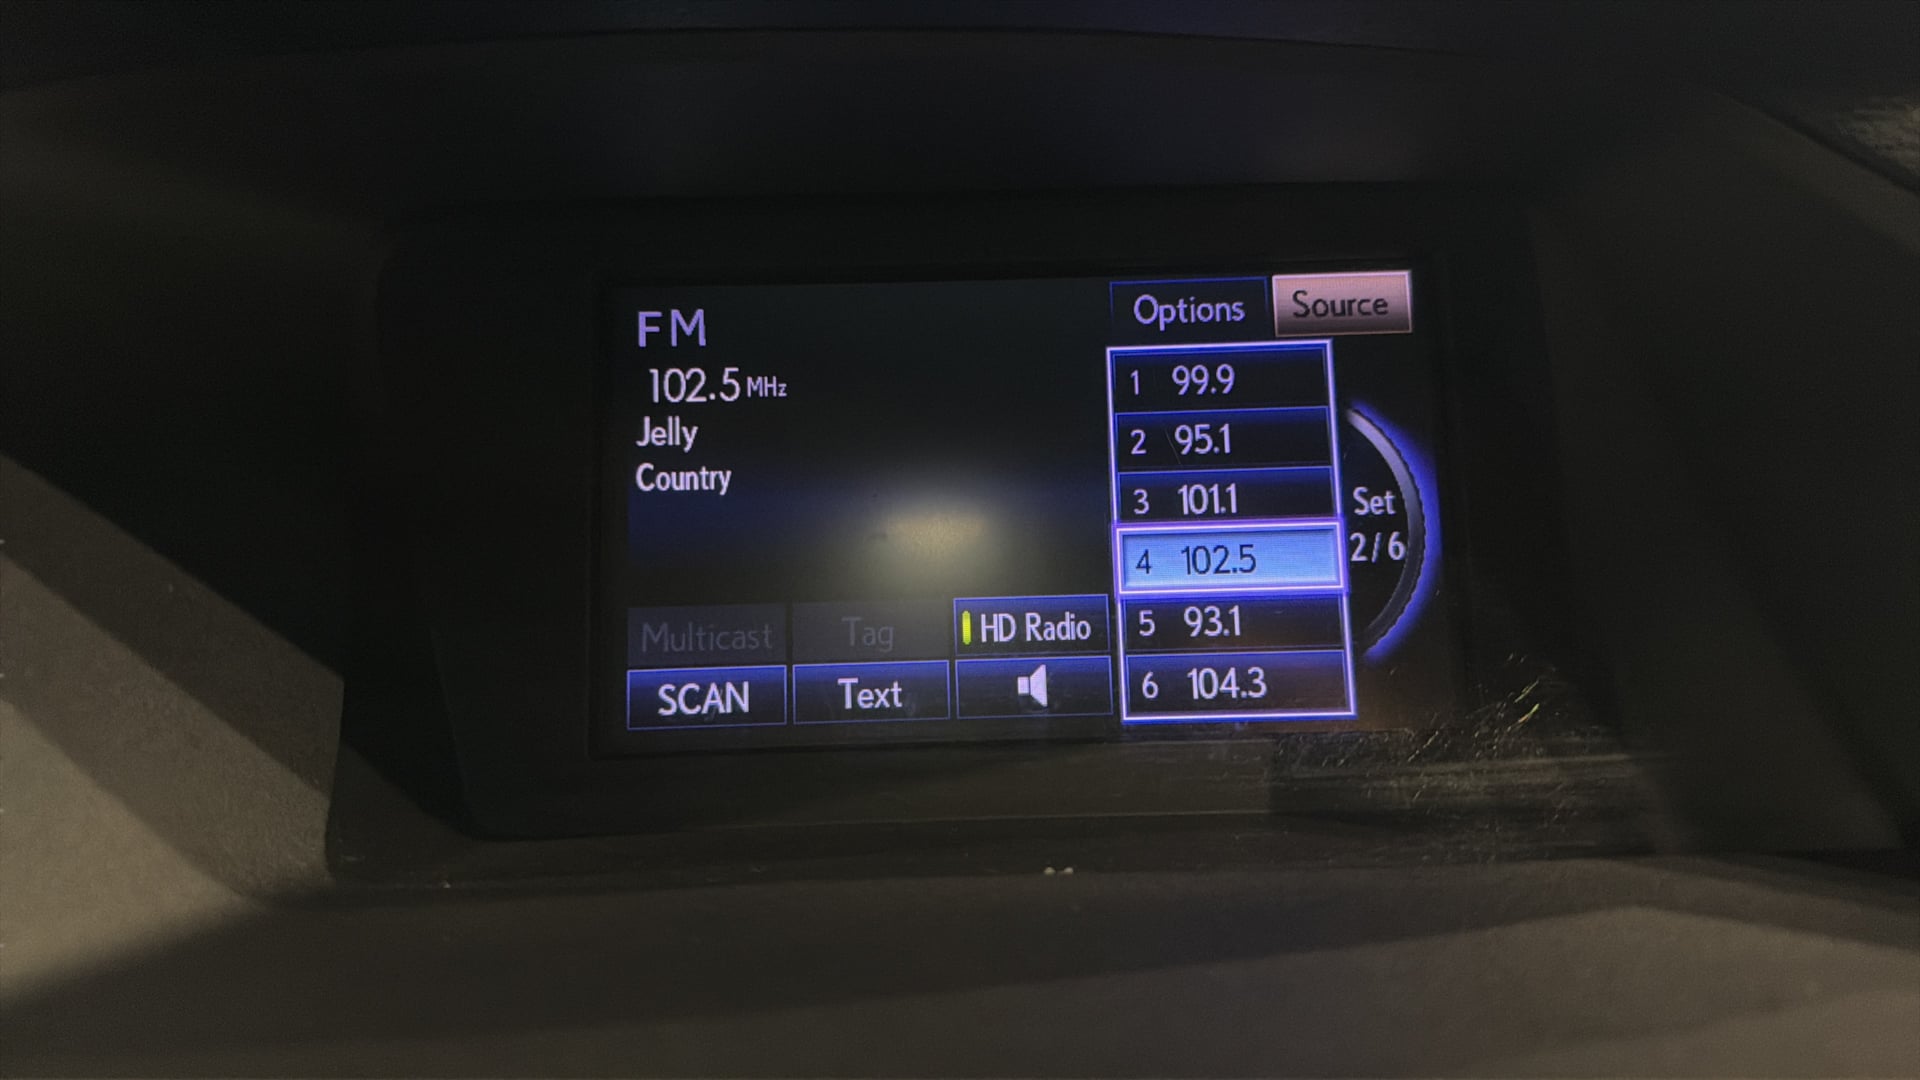 FM
102.5 MHz
Jelly
Country
Options
Source
1 99.9
2 95.1
3 101.1
4 102.5
5 93.1
6 104.3
Set
2/6
Multicast
Tag
HD Radio
SCAN
Text